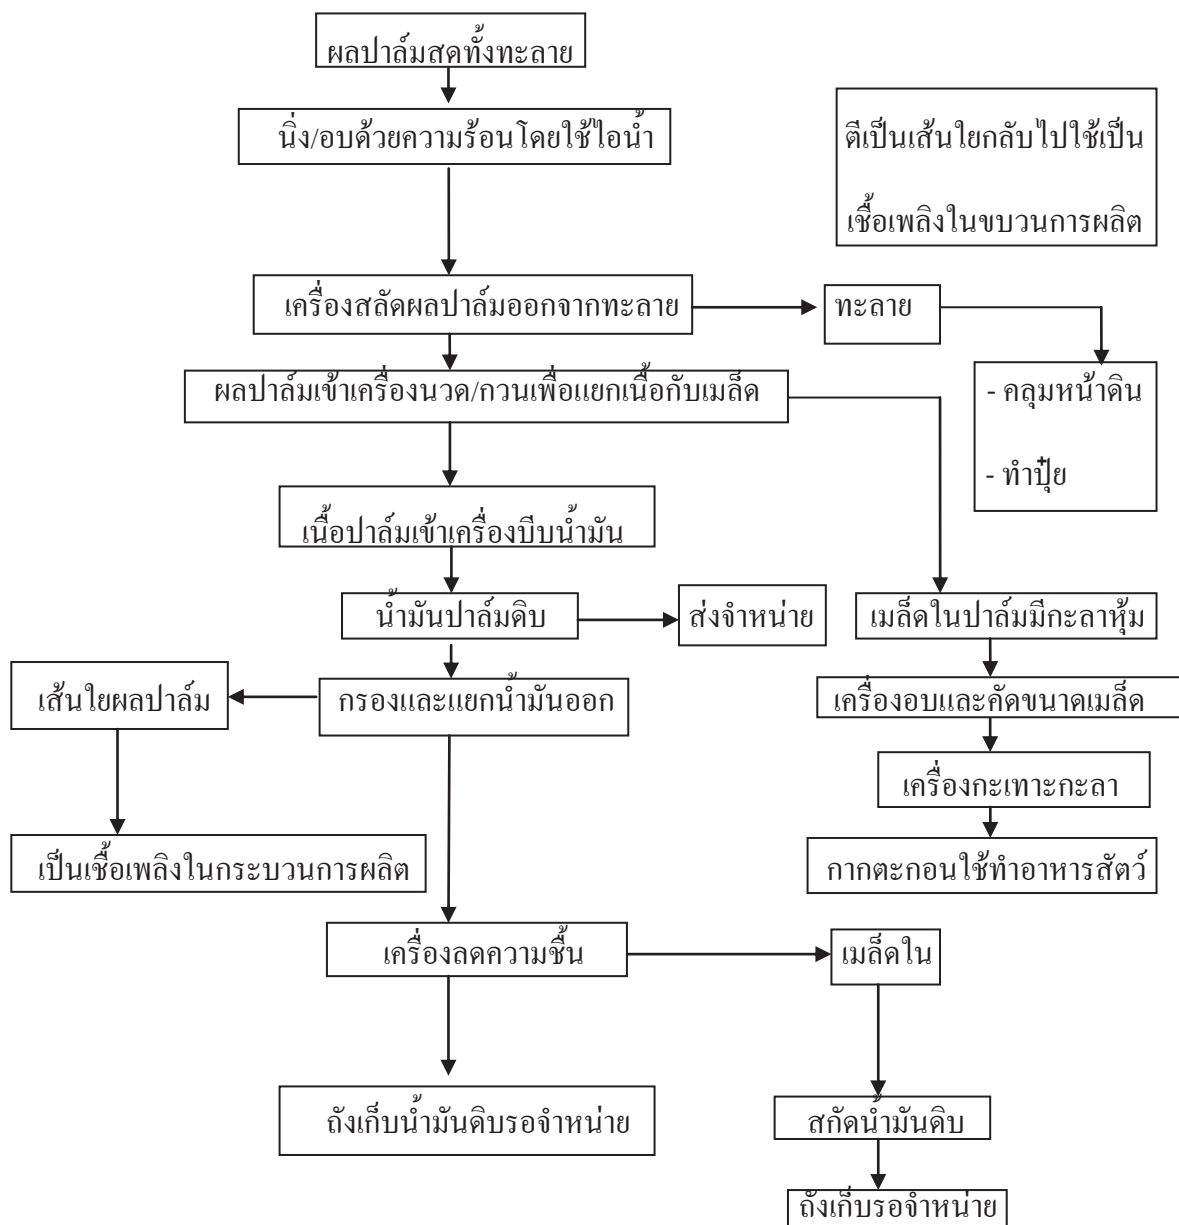 ผลปาล์มสดทั้งทะลาย
นิ่ง/อบด้วยความร้อนโดยใช้ไอน้ำ
ตีเป็นเส้นใยกลับไปใช้เป็น
เชื้อเพลิงในขบวนการผลิต
เครื่องสลัดผลปาล์มออกจากทะลาย
ทะลาย
ผลปาล์มเข้าเครื่องนวด/กวนเพื่อแยกเนื้อกับเมล็ด
- คลุมหน้าดิน
- ทำปุ๋ย
เนื้อปาล์มเข้าเครื่องบีบน้ำมัน
น้ำมันปาล์มดิบ
ส่งจำหน่าย
เมล็ดในปาล์มมีกะลาหุ้ม
เส้นใยผลปาล์ม
กรองและแยกน้ำมันออก
เครื่องอบและคัดขนาดเมล็ด
เครื่องกะเทาะกะลา
เป็นเชื้อเพลิงในกระบวนการผลิต
กากตะกอนใช้ทำอาหารสัตว์
เครื่องลดความชื้น
เมล็ดใน
ถังเก็บน้ำมันดิบรอจำหน่าย
สกัดน้ำมันดิบ
ถังเก็บรอจำหน่าย